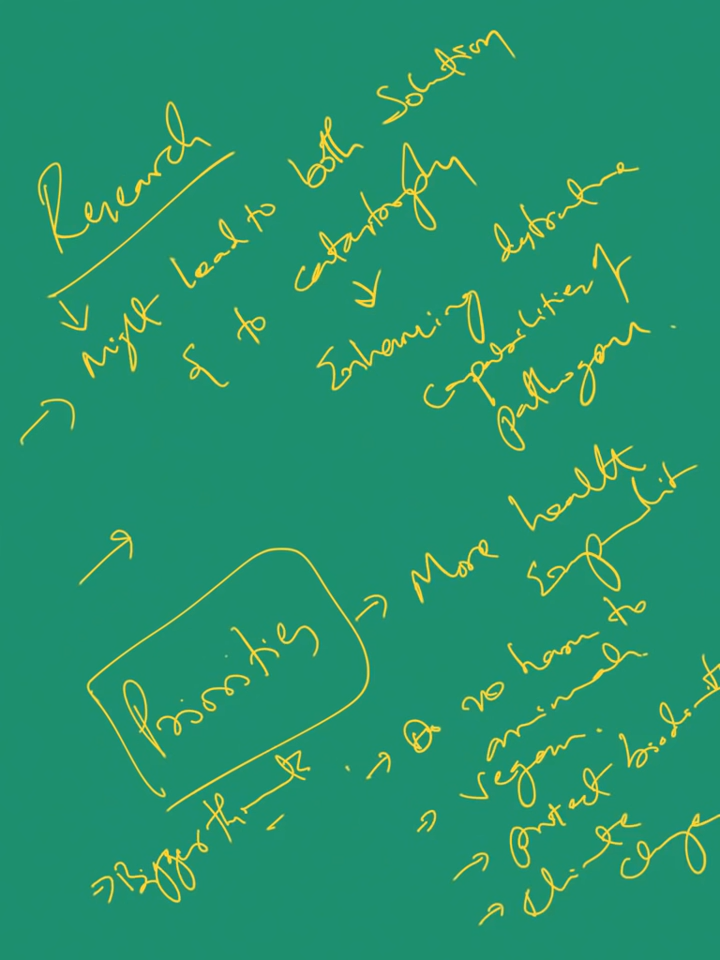 Research
Might lead to both Solution
& to catastrophy
Enhancing destructive
Capabilities of
pathogens.
Priorities
More health
Do no harm to
animals.
vegan.
Protect
Climate change
Bigger